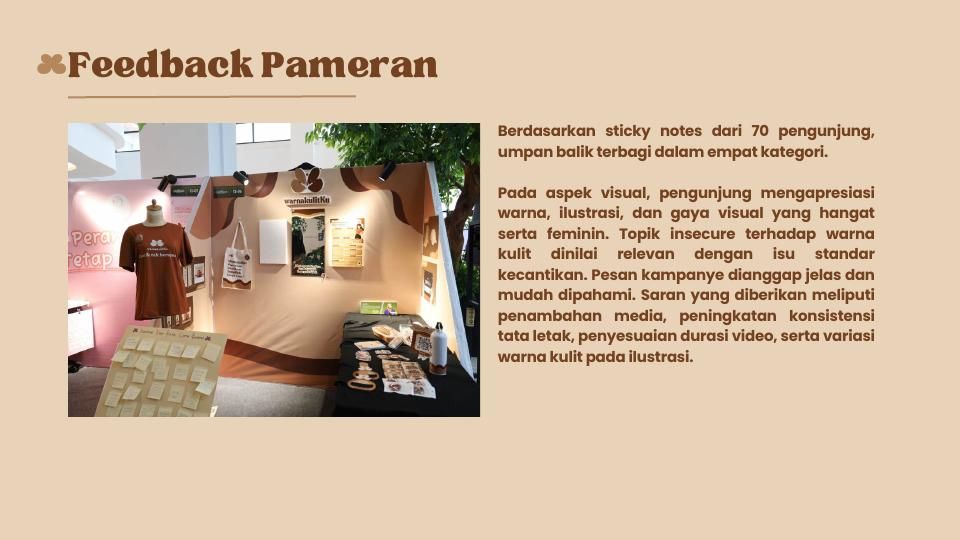 Feedback Pameran
Berdasarkan sticky notes dari 70 pengunjung,
umpan balik terbagi dalam empat kategori.
Pada aspek visual, pengunjung mengapresiasi
warna, ilustrasi, dan gaya visual yang hangat
serta feminin. Topik insecure terhadap warna
kulit dinilai relevan dengan isu standar
kecantikan. Pesan kampanye dianggap jelas dan
mudah dipahami. Saran yang diberikan meliputi
penambahan media, peningkatan konsistensi
tata letak, penyesuaian durasi video, serta variasi
warna kulit pada ilustrasi.
warnakulitKu
Pera
Tetap